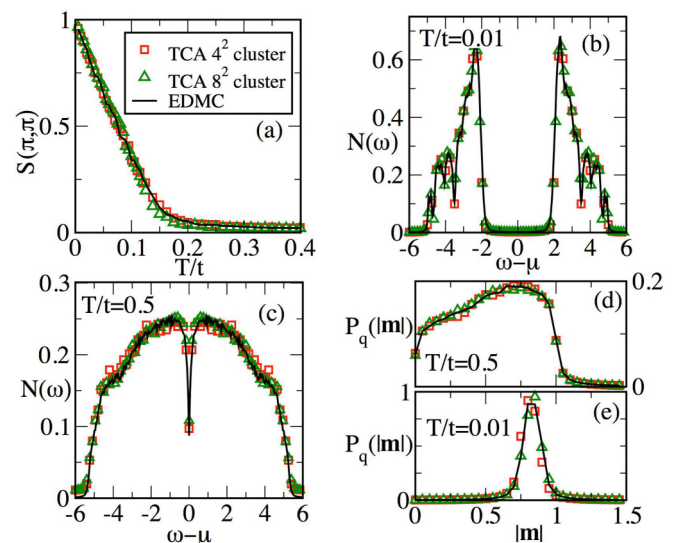 1
0.5
0
S(π,π)
TCA 4² cluster
TCA 8² cluster
EDMC
(a)
0 0.1 0.2 0.3 0.4
T/t
T/t=0.01
(b)
0.6
0.4
0.2
0
N(ω)
-6 -4 -2 0 2 4 6
ω-μ
0.3
0.2
0.1
0
N(ω)
T/t=0.5
(c)
-6 -4 -2 0 2 4 6
ω-μ
(d)
0.2
0
P_q(|m|)
T/t=0.5
1
0
P_q(|m|)
T/t=0.01
(e)
0 0.5 1 1.5
|m|